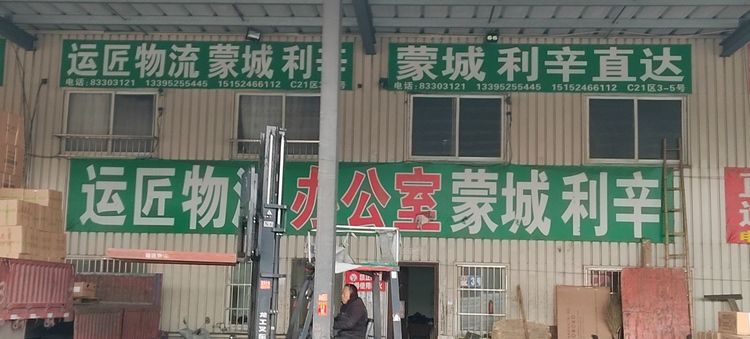 运匠物流 蒙城 利辛
电话:83303121 13395255445 15152466112 C21区3-
蒙城 利辛直达
电话:83303121 13395255445 15152466112 C21区3-5号
运匠物流 办公室 蒙城 利辛